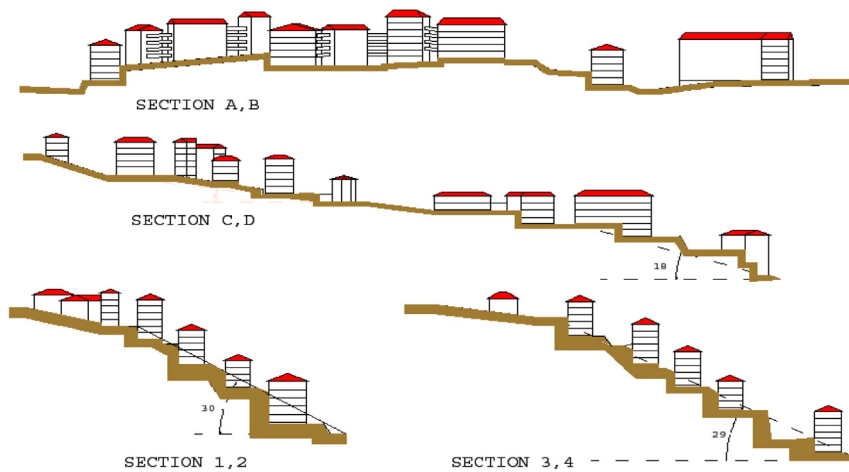 SECTION A,B
SECTION C,D
18
30
29
SECTION 1,2
SECTION 3,4